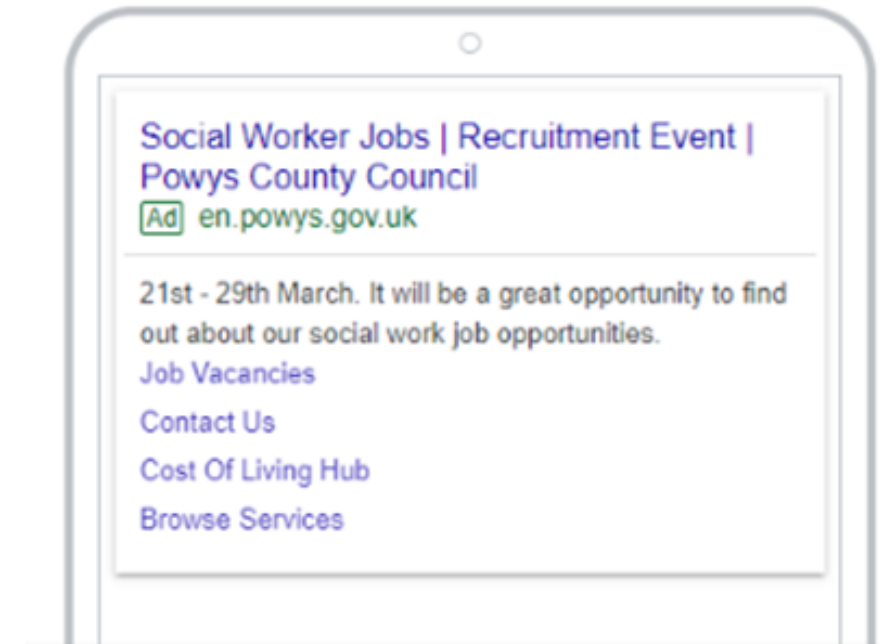 Social Worker Jobs | Recruitment Event |
Powys County Council
Ad en.powys.gov.uk
21st - 29th March. It will be a great opportunity to find
out about our social work job opportunities.
Job Vacancies
Contact Us
Cost Of Living Hub
Browse Services